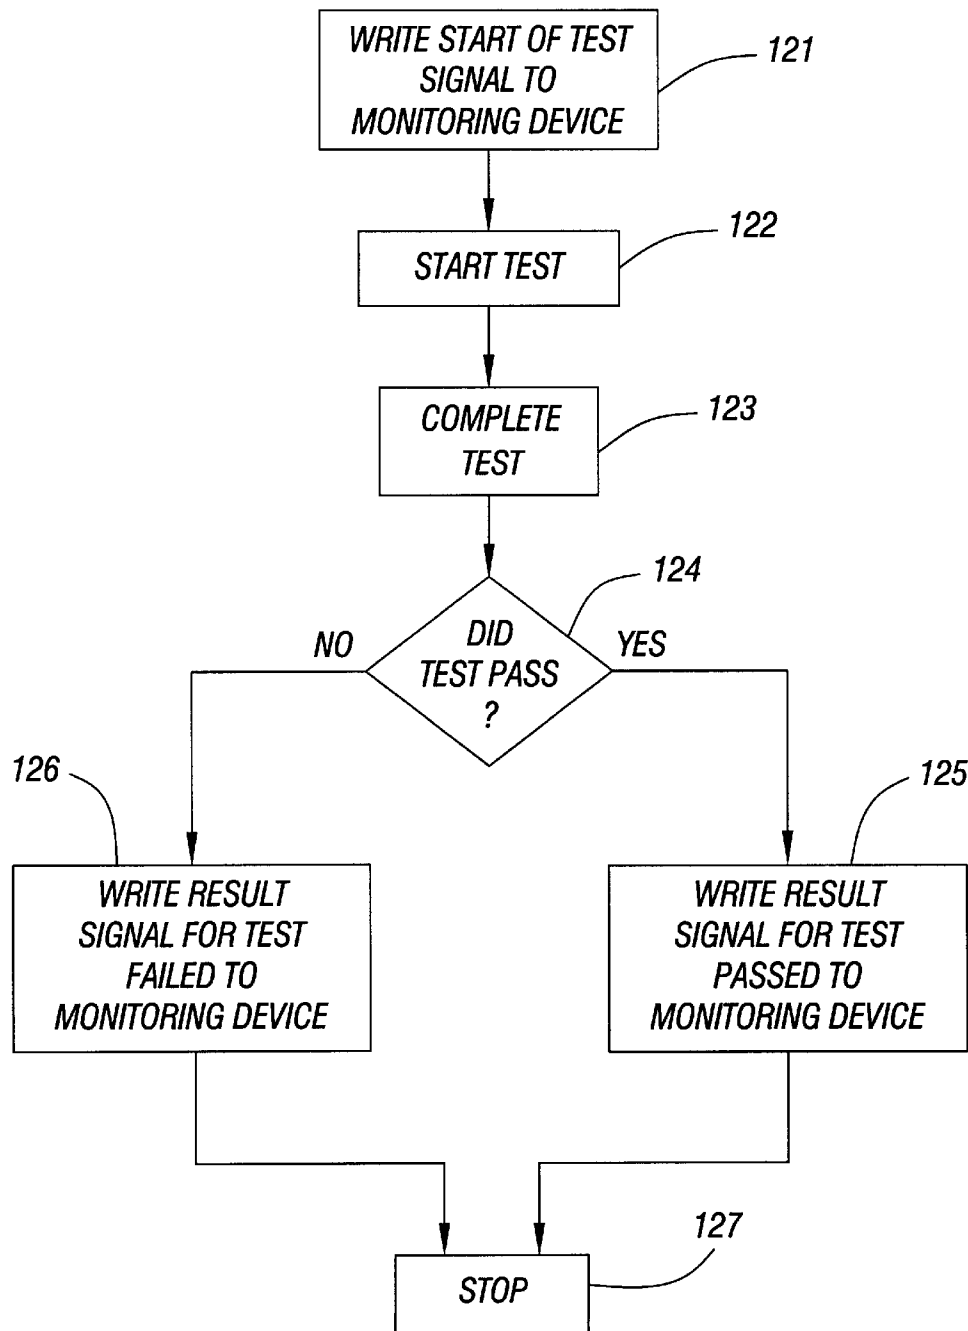 WRITE START OF TEST
SIGNAL TO
MONITORING DEVICE
121
START TEST
122
COMPLETE
TEST
123
DID
TEST PASS
?
124
NO
YES
126
WRITE RESULT
SIGNAL FOR TEST
FAILED TO
MONITORING DEVICE
125
WRITE RESULT
SIGNAL FOR TEST
PASSED TO
MONITORING DEVICE
STOP
127